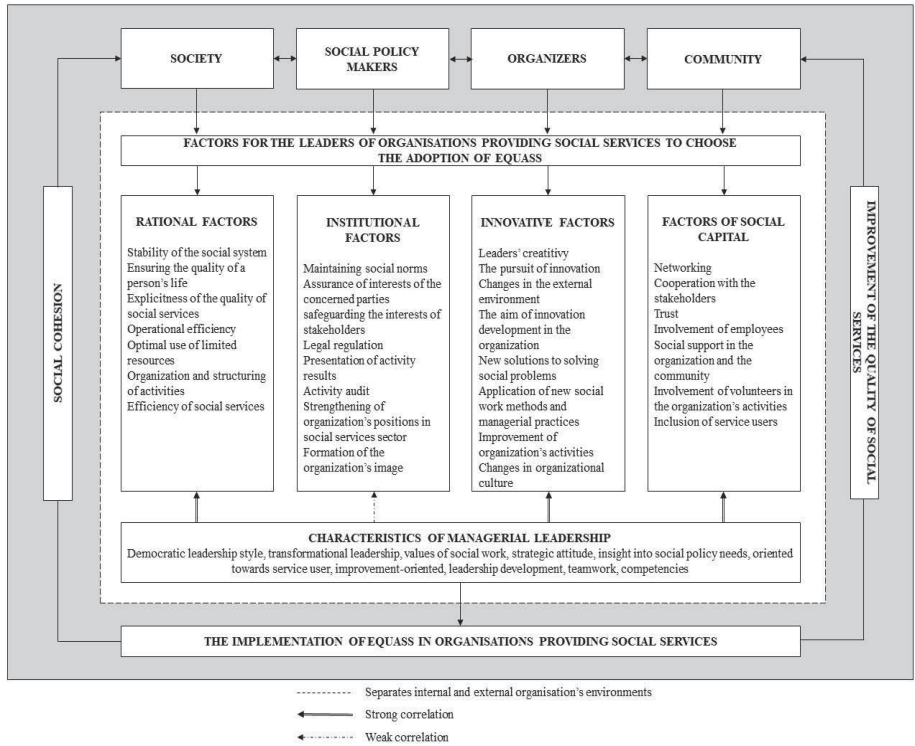 SOCIETY
SOCIAL POLICY
MAKERS
ORGANIZERS
COMMUNITY
FACTORS FOR THE LEADERS OF ORGANISATIONS PROVIDING SOCIAL SERVICES TO CHOOSE
THE ADOPTION OF EQUASS
SOCIAL COHESION
RATIONAL FACTORS
Stability of the social system
Ensuring the quality of a
person's life
Explicitness of the quality of
social services
Operational efficiency
Optimal use of limited
resources
Organization and structuring
of activities
Efficiency of social services
INSTITUTIONAL
FACTORS
Maintaining social norms
Assurance of interests of the
concerned parties
safeguarding the interests of
stakeholders
Legal regulation
Presentation of activity
results
Activity audit
Strengthening of
organization's positions in
social services sector
Formation of the
organization's image
INNOVATIVE FACTORS
Leaders' creatitivy
The pursuit of innovation
Changes in the external
environment
The aim of innovation
development in the
organization
New solutions to solving
social problems
Application of new social
work methods and
managerial practices
Improvement of
organization's activities
Changes in organizational
culture
FACTORS OF SOCIAL
CAPITAL
Networking
Cooperation with the
stakeholders
Trust
Involvement of employees
Social support in the
organization and the
community
Involvement of volunteers in
the organization's activities
Inclusion of service users
IMPROVEMENT OF THE QUALITY OF SOCIAL
SERVICES
CHARACTERISTICS OF MANAGERIAL LEADERSHIP
Democratic leadership style, transformational leadership, values of social work, strategic attitude, insight into social policy needs, oriented
towards service user, improvement-oriented, leadership development, teamwork, competencies
THE IMPLEMENTATION OF EQUASS IN ORGANISATIONS PROVIDING SOCIAL SERVICES
Separates internal and external organisation's environments
Strong correlation
Weak correlation